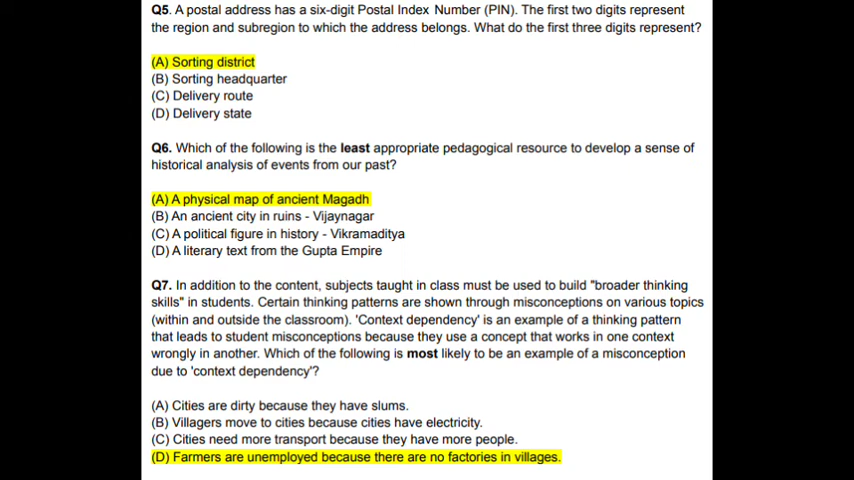 Q5. A postal address has a six-digit Postal Index Number (PIN). The first two digits represent
the region and subregion to which the address belongs. What do the first three digits represent?
(A) Sorting district
(B) Sorting headquarter
(C) Delivery route
(D) Delivery state
Q6. Which of the following is the least appropriate pedagogical resource to develop a sense of
historical analysis of events from our past?
(A) A physical map of ancient Magadh
(B) An ancient city in ruins - Vijaynagar
(C) A political figure in history - Vikramaditya
(D) A literary text from the Gupta Empire
Q7. In addition to the content, subjects taught in class must be used to build "broader thinking
skills" in students. Certain thinking patterns are shown through misconceptions on various topics
(within and outside the classroom). 'Context dependency' is an example of a thinking pattern
that leads to student misconceptions because they use a concept that works in one context
wrongly in another. Which of the following is most likely to be an example of a misconception
due to 'context dependency'?
(A) Cities are dirty because they have slums.
(B) Villagers move to cities because cities have electricity.
(C) Cities need more transport because they have more people.
(D) Farmers are unemployed because there are no factories in villages.